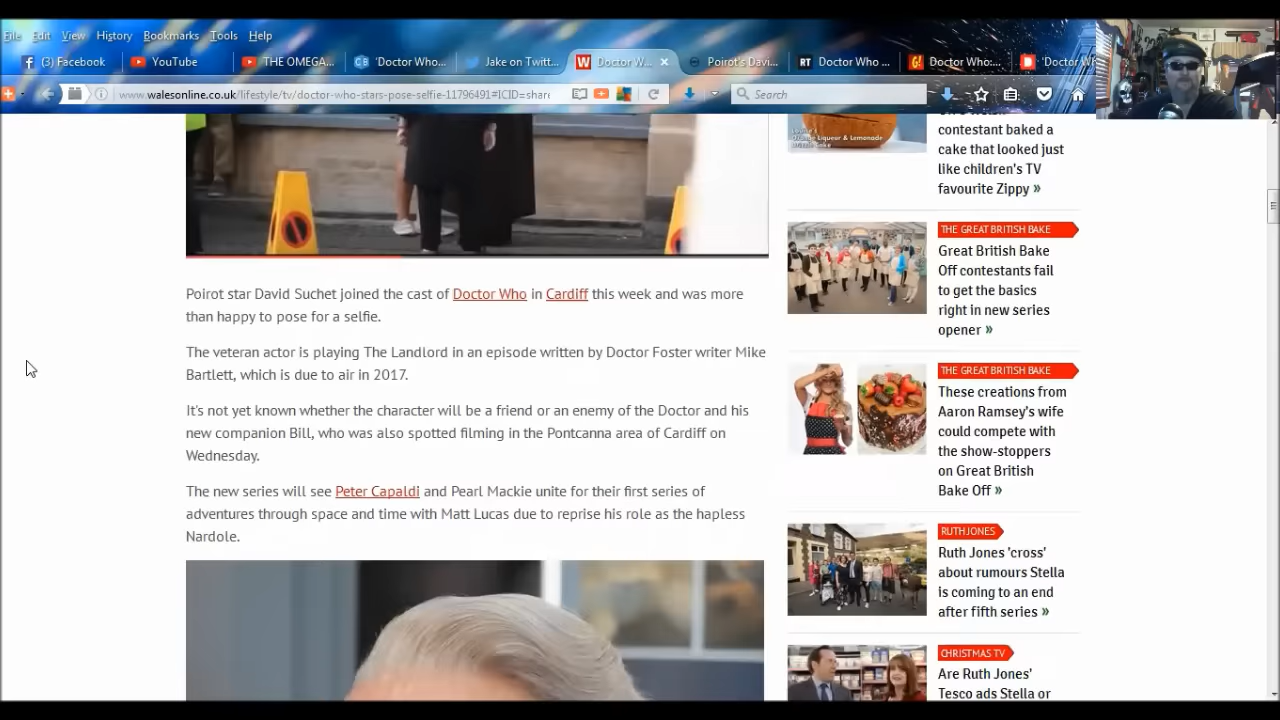 File Edit View History Bookmarks Tools Help
(3) Facebook
YouTube
THE OMEGA...
'Doctor Who...
Jake on Twitt...
Doctor W...
Poirot's Davi...
Doctor Who ...
Doctor Who:...
'Doctor Wh
www.walesonline.co.uk/lifestyle/tv/doctor-who-stars-pose-selfie-11796491#ICID=share
Search
Poirot star David Suchet joined the cast of Doctor Who in Cardiff this week and was more
than happy to pose for a selfie.
The veteran actor is playing The Landlord in an episode written by Doctor Foster writer Mike
Bartlett, which is due to air in 2017.
It's not yet known whether the character will be a friend or an enemy of the Doctor and his
new companion Bill, who was also spotted filming in the Pontcanna area of Cardiff on
Wednesday.
The new series will see Peter Capaldi and Pearl Mackie unite for their first series of
adventures through space and time with Matt Lucas due to reprise his role as the hapless
Nardole.
Orange Liqueur & Lemonade
contestant baked a
cake that looked just
like children's TV
favourite Zippy »
THE GREAT BRITISH BAKE
Great British Bake
Off contestants fail
to get the basics
right in new series
opener »
THE GREAT BRITISH BAKE
These creations from
Aaron Ramsey's wife
could compete with
the show-stoppers
on Great British
Bake Off »
RUTH JONES
Ruth Jones 'cross'
about rumours Stella
is coming to an end
after fifth series »
CHRISTMAS TV
Are Ruth Jones'
Tesco ads Stella or